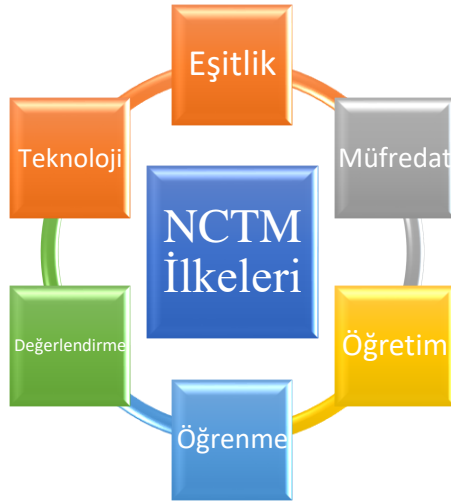 Eşitlik
Teknoloji
Müfredat
NCTM
İlkeleri
Değerlendirme
Öğretim
Öğrenme